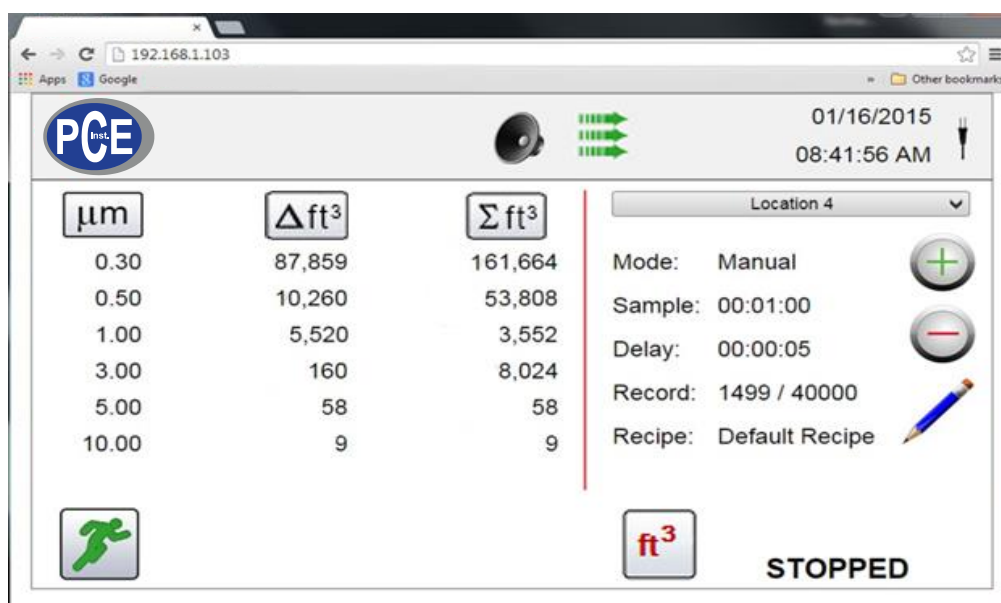 192.168.1.103
Apps Google Other bookmarks
PCE Inst.
01/16/2015
08:41:56 AM
μm Δft³ Σft³
0.30 87,859 161,664
0.50 10,260 53,808
1.00 5,520 3,552
3.00 160 8,024
5.00 58 58
10.00 9 9
Location 4
Mode: Manual
Sample: 00:01:00
Delay: 00:00:05
Record: 1499 / 40000
Recipe: Default Recipe
ft³
STOPPED